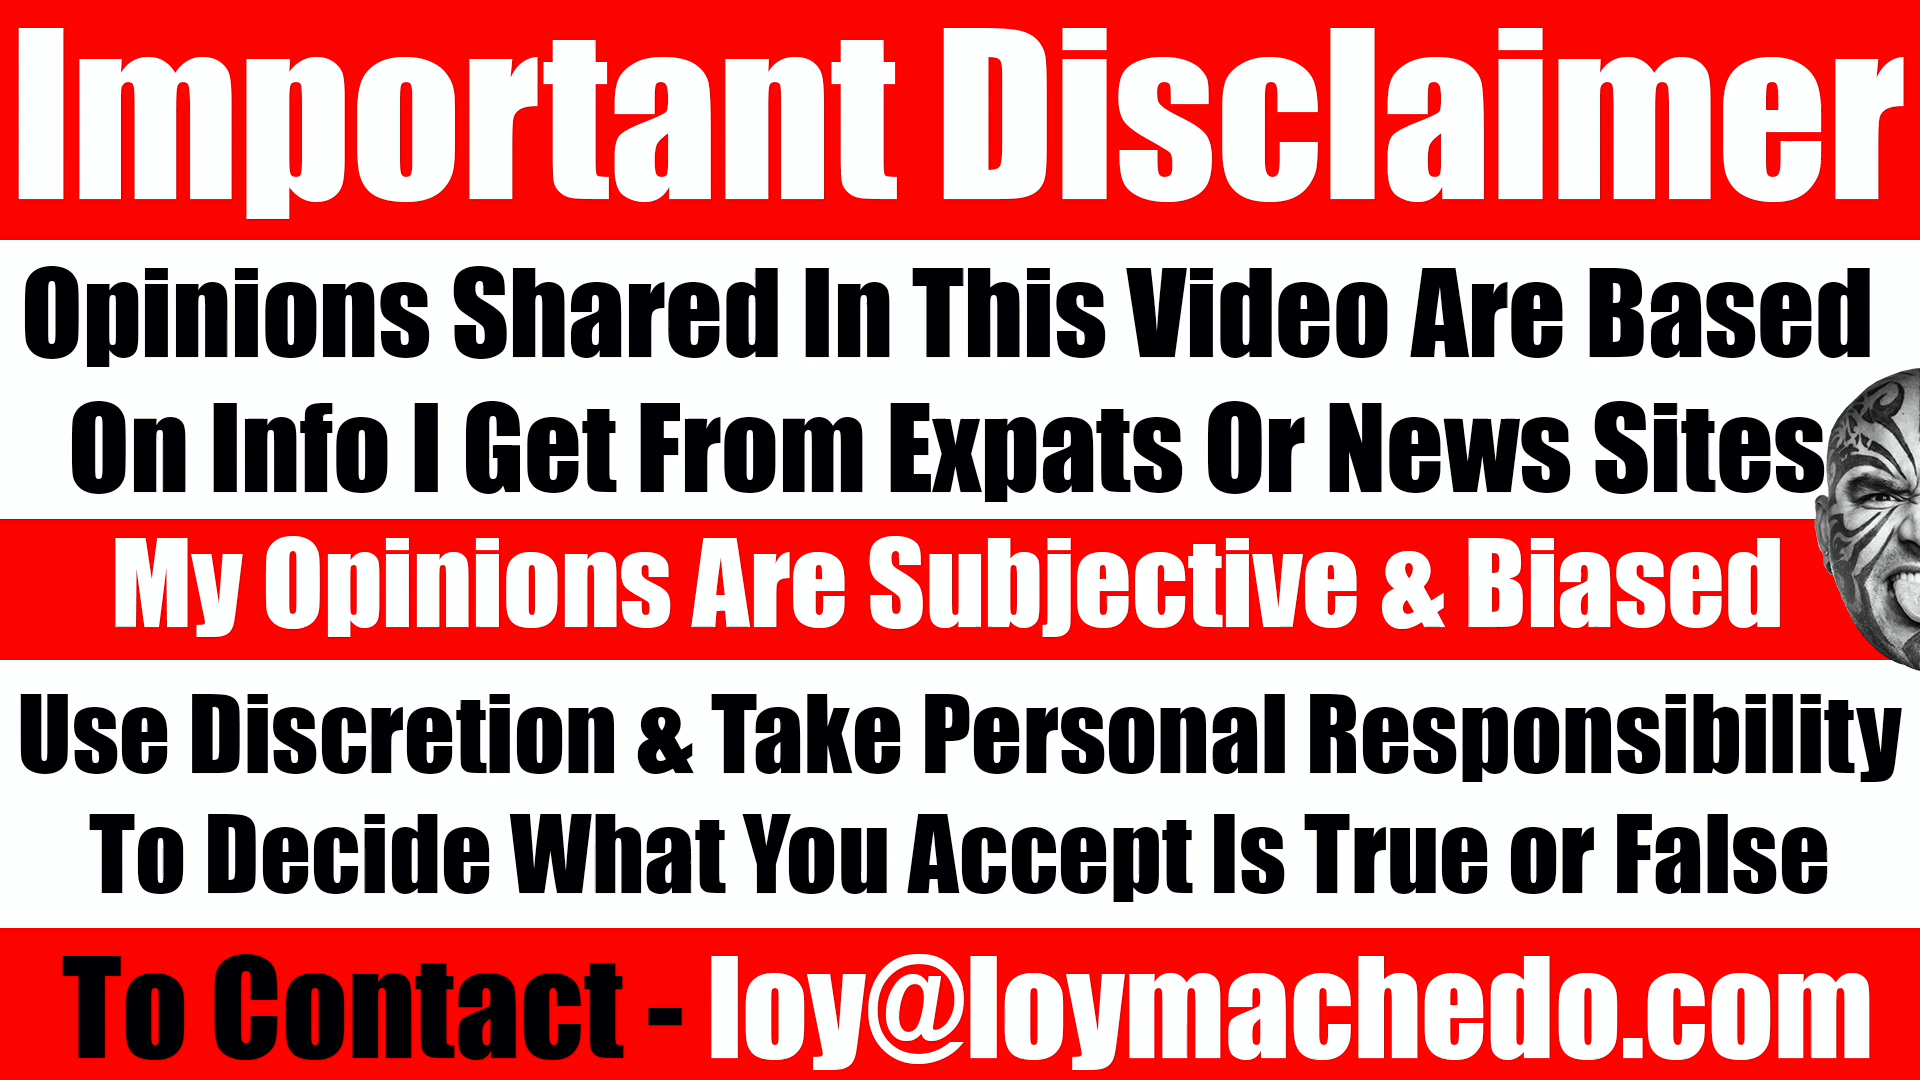 Important Disclaimer
Opinions Shared In This Video Are Based
On Info I Get From Expats Or News Sites
My Opinions Are Subjective & Biased
Use Discretion & Take Personal Responsibility
To Decide What You Accept Is True or False
To Contact - loy@loymachedo.com